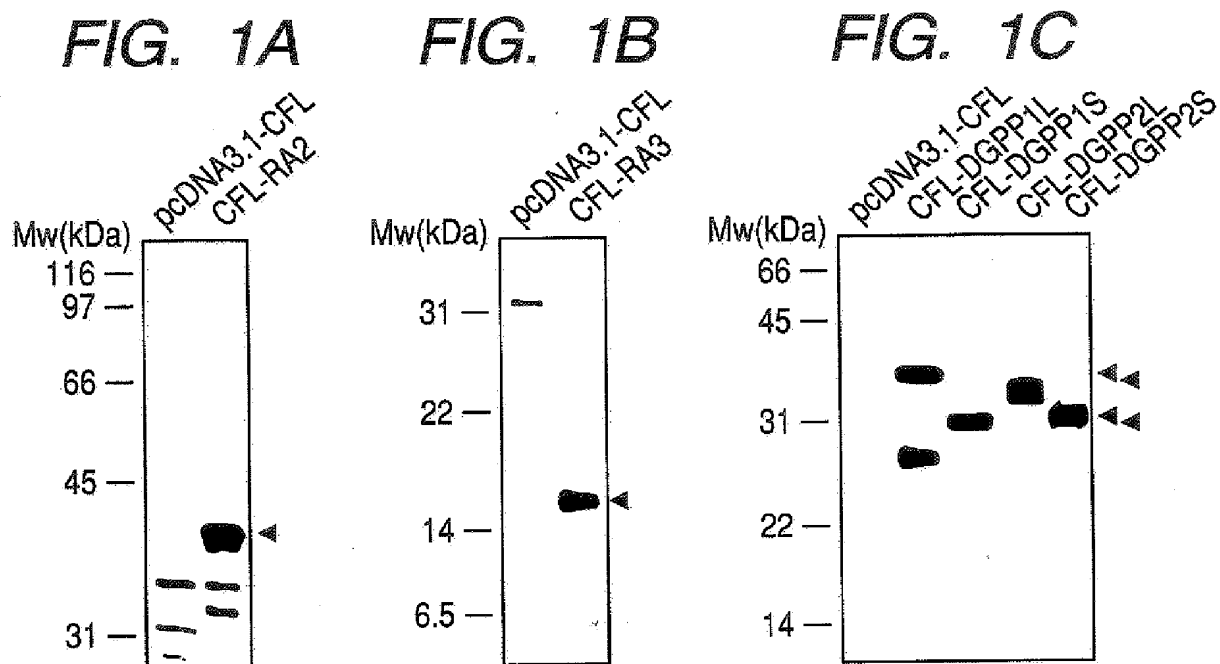 FIG. 1A
pcDNA3.1-CFL
CFL-RA2
Mw(kDa)
116
97
66
45
31
FIG. 1B
pcDNA3.1-CFL
CFL-RA3
Mw(kDa)
31
22
14
6.5
FIG. 1C
pcDNA3.1-CFL
CFL-DGPP1L
CFL-DGPP1S
CFL-DGPP2L
CFL-DGPP2S
Mw(kDa)
66
45
31
22
14